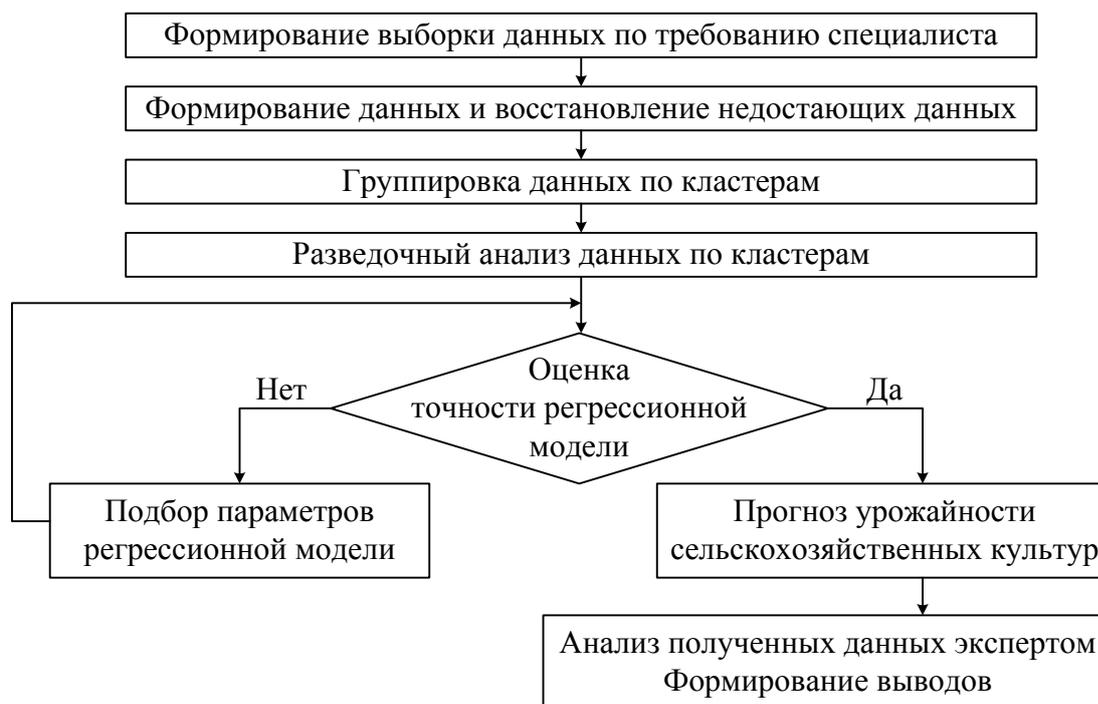 Формирование выборки данных по требованию специалиста
Формирование данных и восстановление недостающих данных
Группировка данных по кластерам
Разведочный анализ данных по кластерам
Оценка
точности регрессионной
модели
Нет
Да
Подбор параметров
регрессионной модели
Прогноз урожайности
сельскохозяйственных культур
Анализ полученных данных экспертом
Формирование выводов